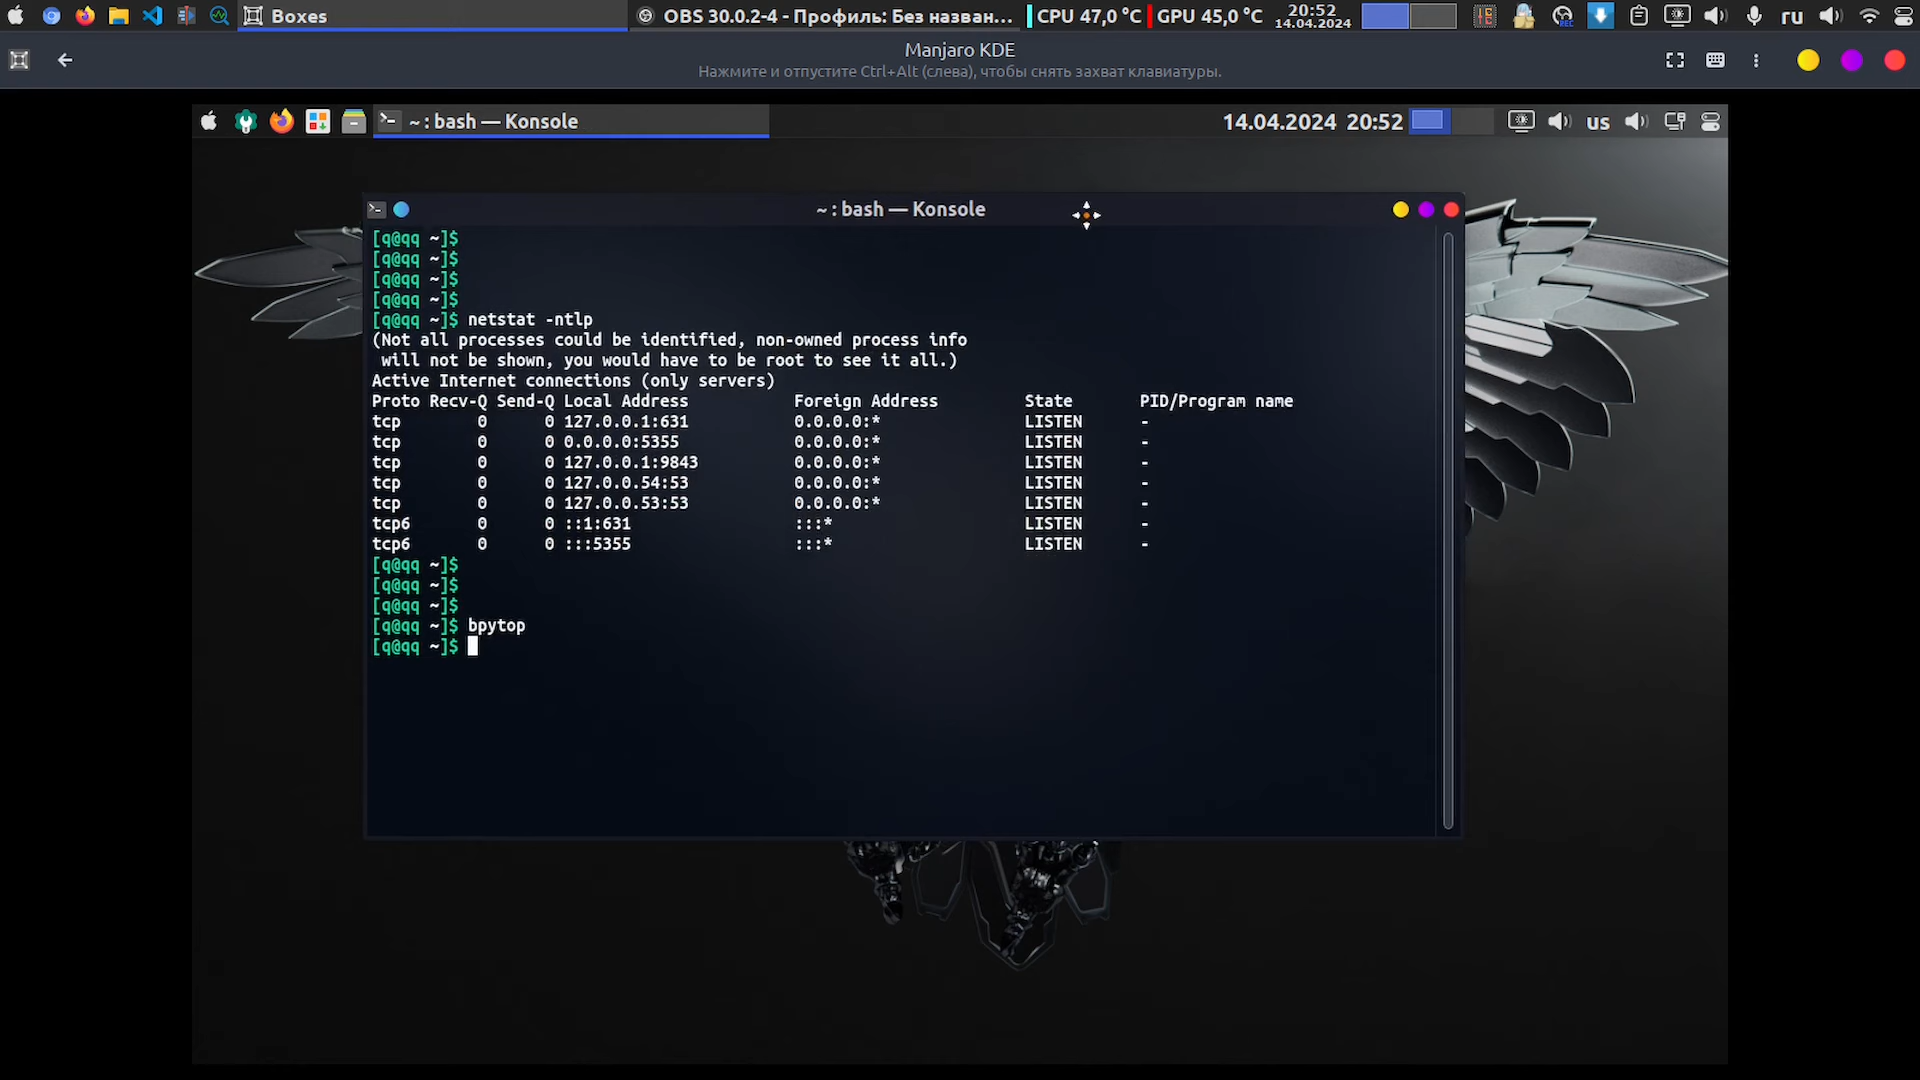 Boxes
OBS 30.0.2-4 - Профиль: Без назван...
CPU 47,0 °C
GPU 45,0 °C
20:52
14.04.2024
ru
Manjaro KDE
Нажмите и отпустите Ctrl+Alt (слева), чтобы снять захват клавиатуры.
~ : bash — Konsole
14.04.2024 20:52
us
~ : bash — Konsole
[q@qq ~]$
[q@qq ~]$
[q@qq ~]$
[q@qq ~]$
[q@qq ~]$ netstat -ntlp
(Not all processes could be identified, non-owned process info
will not be shown, you would have to be root to see it all.)
Active Internet connections (only servers)
Proto Recv-Q Send-Q Local Address Foreign Address State PID/Program name
tcp 0 0 127.0.0.1:631 0.0.0.0:* LISTEN -
tcp 0 0 0.0.0.0:5355 0.0.0.0:* LISTEN -
tcp 0 0 127.0.0.1:9843 0.0.0.0:* LISTEN -
tcp 0 0 127.0.0.54:53 0.0.0.0:* LISTEN -
tcp 0 0 127.0.0.53:53 0.0.0.0:* LISTEN -
tcp6 0 0 ::1:631 :::* LISTEN -
tcp6 0 0 :::5355 :::* LISTEN -
[q@qq ~]$
[q@qq ~]$
[q@qq ~]$
[q@qq ~]$ bpytop
[q@qq ~]$